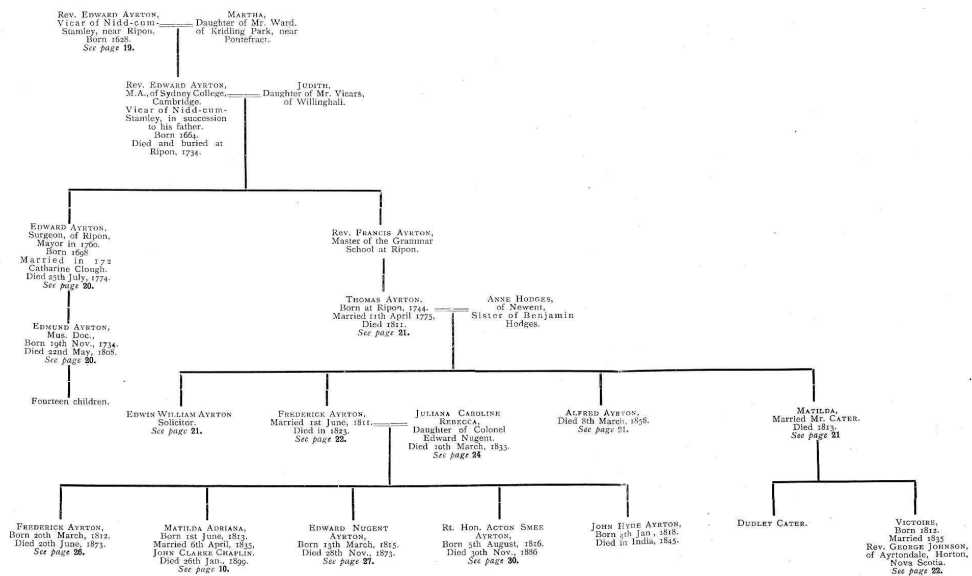 Rev. Edward Ayrton,
Vicar of Nidd-cum-
Stamley, near Ripon.
Born 1628.
See page 19.
Martha,
Daughter of Mr. Ward.
of Kridling Park, near
Pontefract.
Rev. Edward Ayrton,
M.A., of Sydney College,
Cambridge.
Vicar of Nidd-cum-
Stamley, in succession
to his father.
Born 1664.
Died and buried at
Ripon, 1734.
Judith,
Daughter of Mr. Vicars,
of Willinghall.
Edward Ayrton,
Surgeon, of Ripon,
Mayor in 1760.
Born 1698
Married in 172
Catharine Clough.
Died 25th July, 1774.
See page 20.
Rev. Francis Ayrton,
Master of the Grammar
School at Ripon.
Thomas Ayrton,
Born at Ripon, 1744.
Married 11th April 1775,
Died 1811.
See page 21.
Anne Hodges,
of Newent,
Sister of Benjamin
Hodges.
Edmund Ayrton,
Mus. Doc.,
Born 19th Nov., 1734.
Died 22nd May, 1808.
See page 20.
Fourteen children.
Edwin William Ayrton
Solicitor.
See page 21.
Frederick Ayrton,
Married 1st June, 1811.
Died in 1823.
See page 22.
Juliana Caroline
Rebecca,
Daughter of Colonel
Edward Nugent.
Died 10th March, 1833.
See page 24
Alfred Ayrton,
Died 8th March, 1858.
See page 21.
Matilda,
Married Mr. Cater.
Died 1813.
See page 21
Frederick Ayrton,
Born 20th March, 1812.
Died 20th June, 1873.
See page 26.
Matilda Adriana,
Born 1st June, 1813.
Married 6th April, 1835,
John Clarke Chaplin.
Died 26th Jan., 1899.
See page 10.
Edward Nugent
Ayrton,
Born 13th March, 1815.
Died 28th Nov., 1873.
See page 27.
Rt. Hon. Acton Smee
Ayrton,
Born 5th August, 1816.
Died 30th Nov., 1886
See page 30.
John Hyde Ayrton,
Born 4th Jan, 1818.
Died in India, 1845.
Dudley Cater.
Victoire,
Born 1812.
Married 1835
Rev. George Johnson,
of Ayrtondale, Horton,
Nova Scotia.
See page 22.